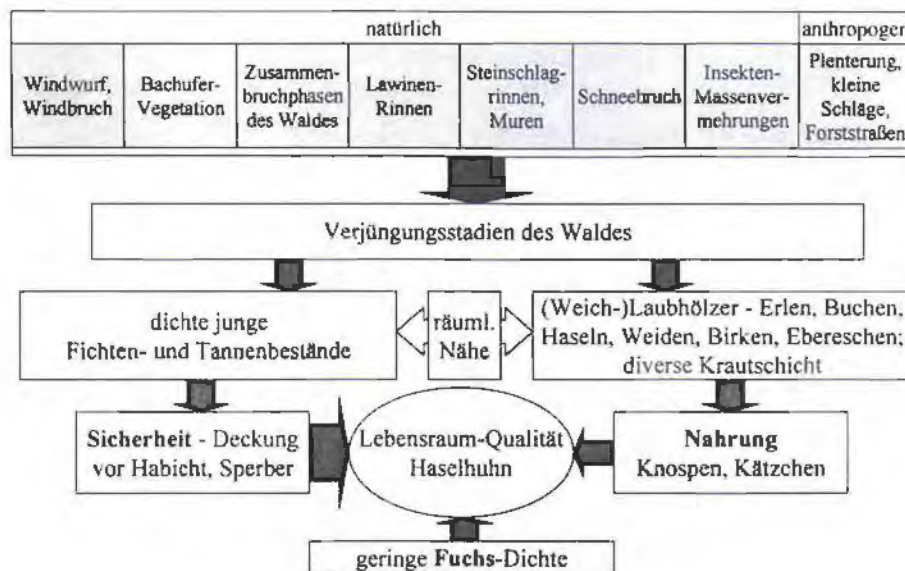 natürlich
anthropogen
Windwurf,
Windbruch
Bachufer-
Vegetation
Zusammen-
bruchphasen
des Waldes
Lawinen-
Rinnen
Steinschlag-
rinnen,
Muren
Schneebruch
Insekten-
Massenver-
mehrungen
Plenterung,
kleine
Schläge,
Forststraßen
Verjüngungsstadien des Waldes
dichte junge
Fichten- und Tannenbestände
räuml.
Nähe
(Weich-)Laubhölzer - Erlen, Buchen,
Haseln, Weiden, Birken, Ebereschen;
diverse Krautschicht
Sicherheit - Deckung
vor Habicht, Sperber
Lebensraum-Qualität
Haselhuhn
Nahrung
Knospen, Kätzchen
geringe Fuchs-Dichte